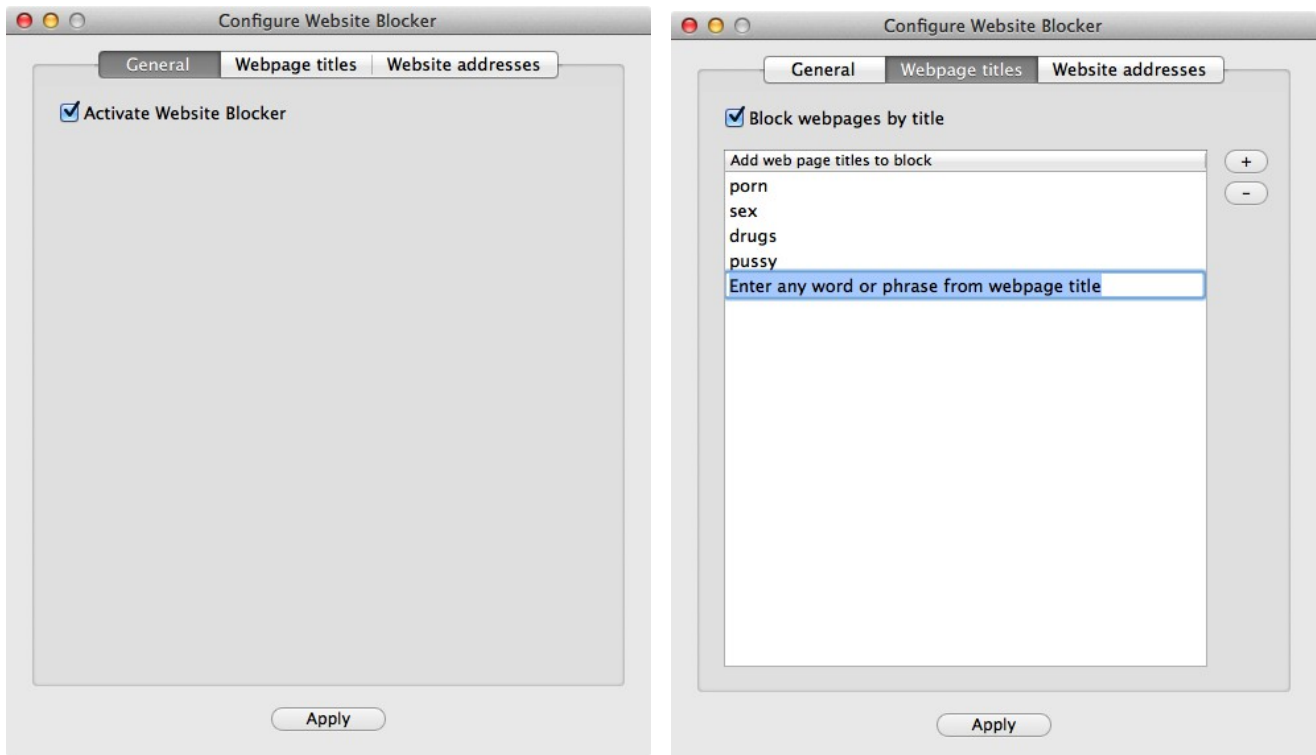 Configure Website Blocker
General Webpage titles Website addresses
Activate Website Blocker
Apply
Configure Website Blocker
General Webpage titles Website addresses
Block webpages by title
Add web page titles to block
+
-
porn
sex
drugs
pussy
Enter any word or phrase from webpage title
Apply